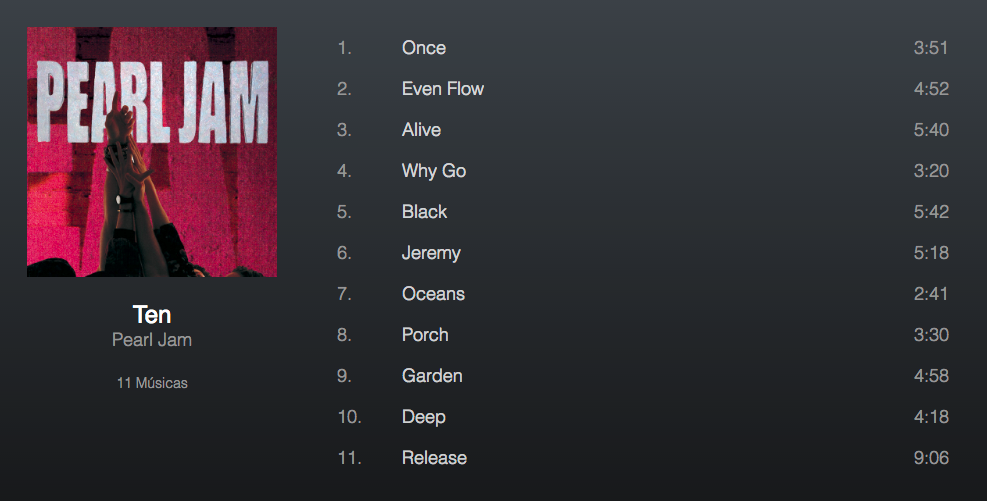 PEARL JAM
Ten
Pearl Jam
11 Músicas
1. Once 3:51
2. Even Flow 4:52
3. Alive 5:40
4. Why Go 3:20
5. Black 5:42
6. Jeremy 5:18
7. Oceans 2:41
8. Porch 3:30
9. Garden 4:58
10. Deep 4:18
11. Release 9:06